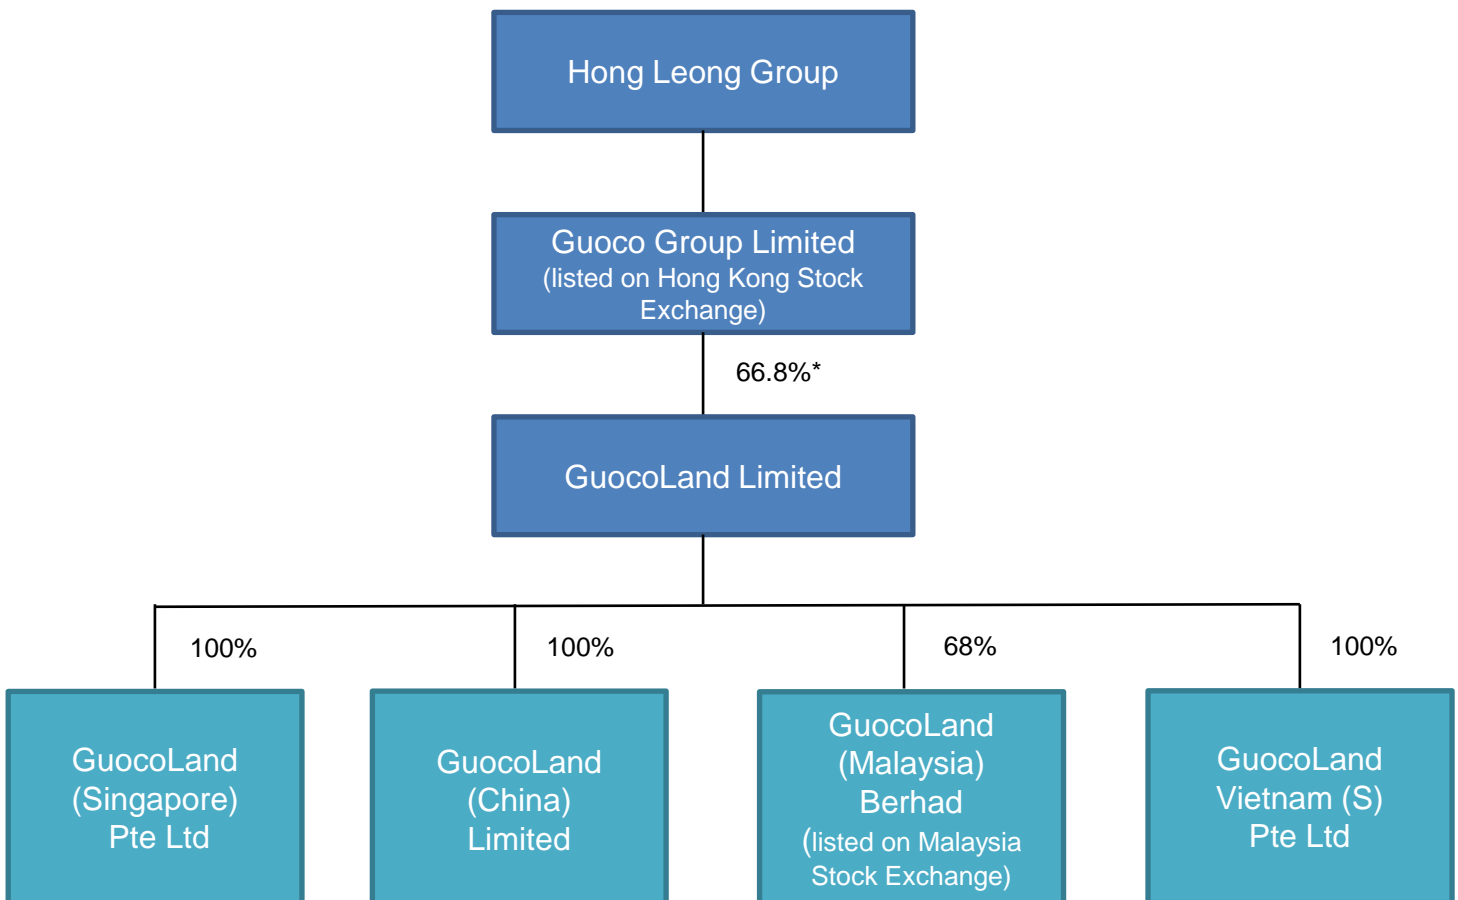 Hong Leong Group
Guoco Group Limited
(listed on Hong Kong Stock
Exchange)
66.8%*
GuocoLand Limited
100%
100%
68%
100%
GuocoLand
(Singapore)
Pte Ltd
GuocoLand
(China)
Limited
GuocoLand
(Malaysia)
Berhad
(listed on Malaysia
Stock Exchange)
GuocoLand
Vietnam (S)
Pte Ltd